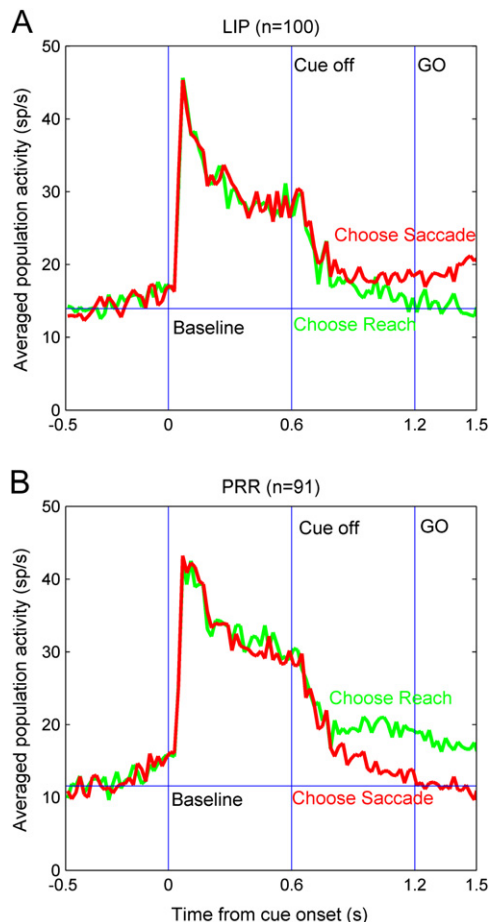 A
LIP (n=100)
Averaged population activity (sp/s)
50
40
30
20
10
0
Cue off
GO
Choose Saccade
Baseline
Choose Reach
-0.5
0
0.6
1.2
1.5
B
PRR (n=91)
Averaged population activity (sp/s)
50
40
30
20
10
0
Cue off
GO
Choose Reach
Baseline
Choose Saccade
-0.5
0
0.6
1.2
1.5
Time from cue onset (s)